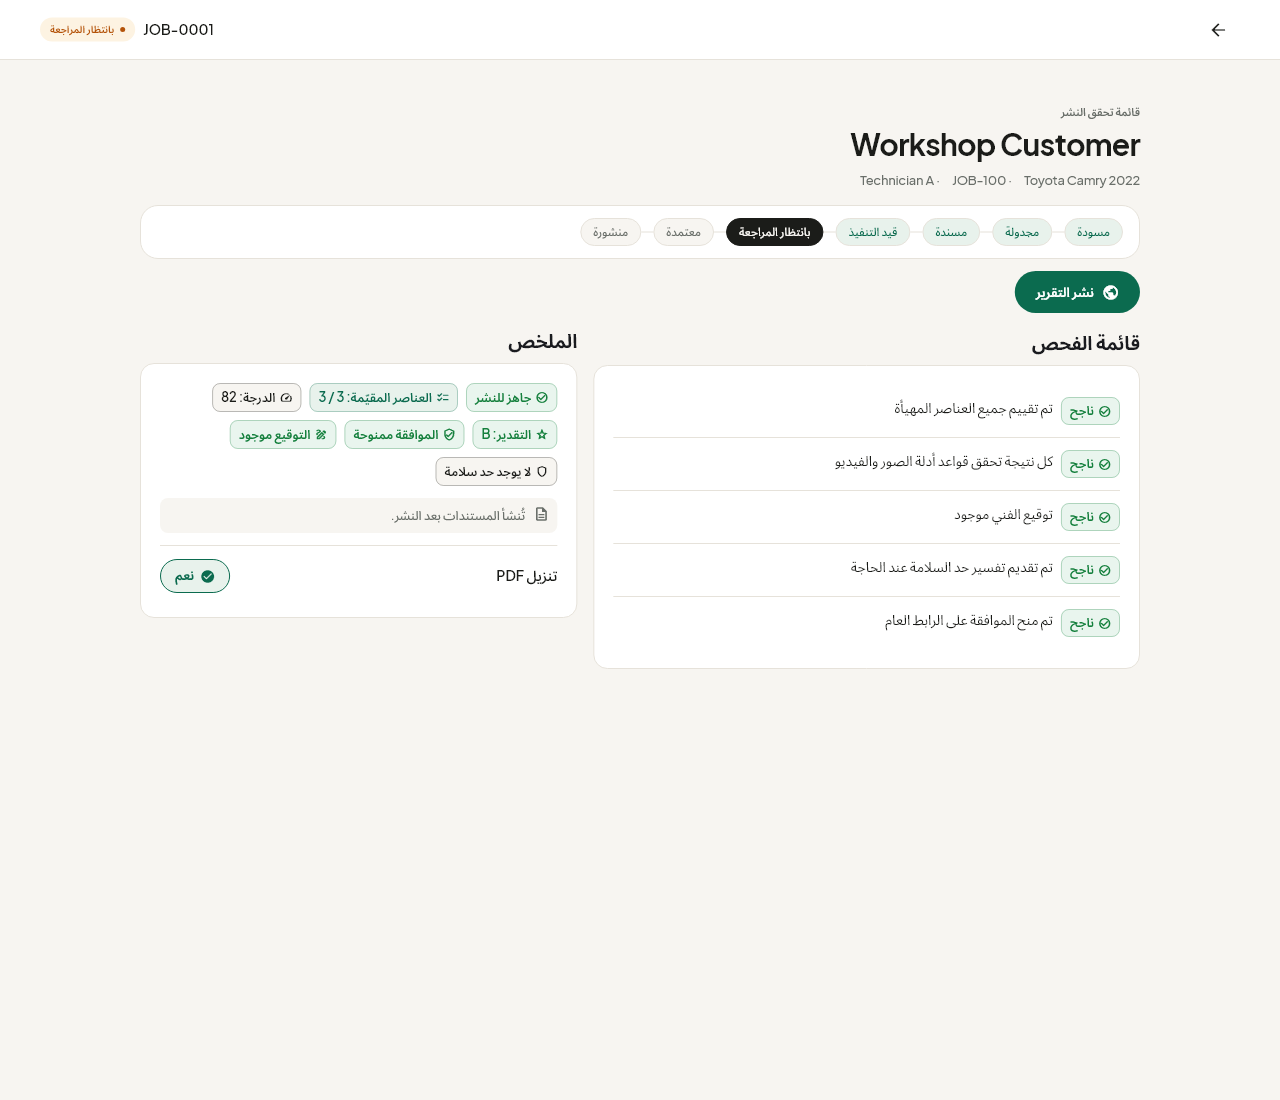 JOB-0001
بانتظار المراجعة
قائمة تحقق النشر
Workshop Customer
Toyota Camry 2022 · JOB-100 · Technician A
مسودة
مجدولة
مسندة
قيد التنفيذ
بانتظار المراجعة
معتمدة
منشورة
نشر التقرير
قائمة الفحص
ناجح تم تقييم جميع العناصر المهيأة
ناجح كل نتيجة تحقق قواعد أدلة الصور والفيديو
ناجح توقيع الفني موجود
ناجح تم تقديم تفسير حد السلامة عند الحاجة
ناجح تم منح الموافقة على الرابط العام
الملخص
جاهز للنشر
العناصر المقيّمة: 3 / 3
الدرجة: 82
التقدير: B
الموافقة ممنوحة
التوقيع موجود
لا يوجد حد سلامة
تُنشأ المستندات بعد النشر.
تنزيل PDF
نعم